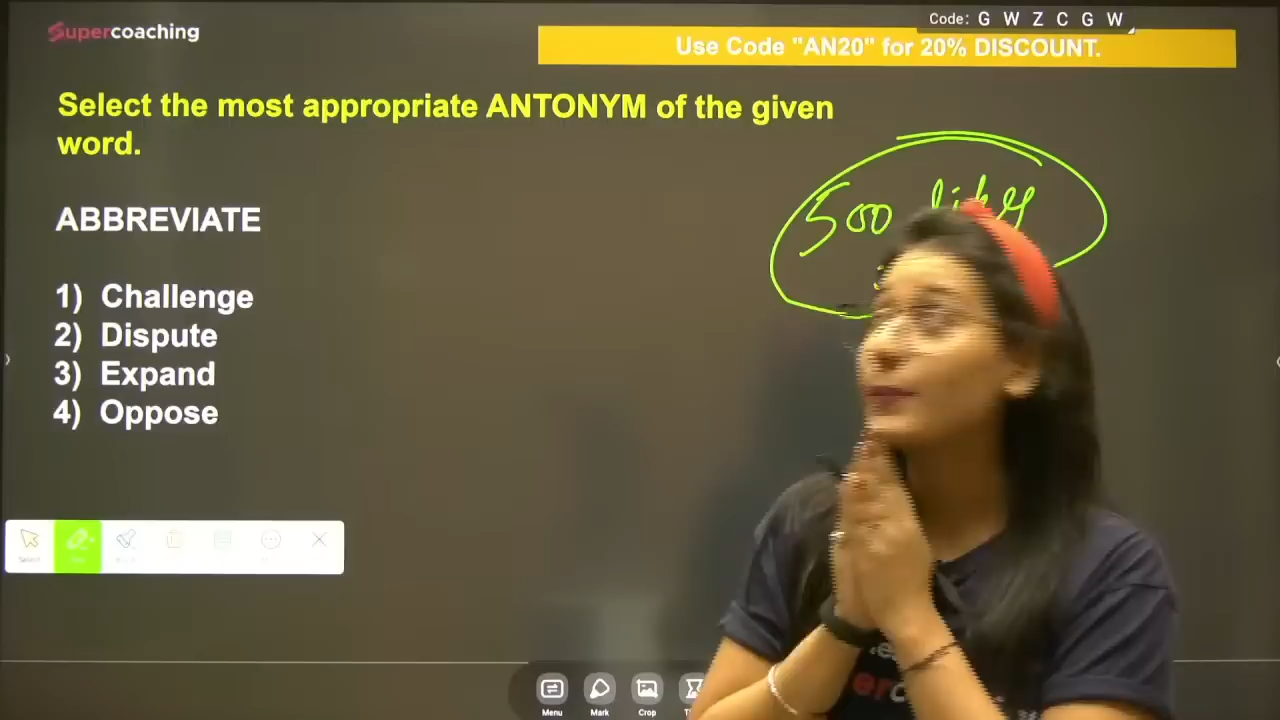 Supercoaching
Code: G W Z C G W
Use Code "AN20" for 20% DISCOUNT.
Select the most appropriate ANTONYM of the given
word.
500 likes
ABBREVIATE
1) Challenge
2) Dispute
3) Expand
4) Oppose
Select
Menu
Mark
Crop